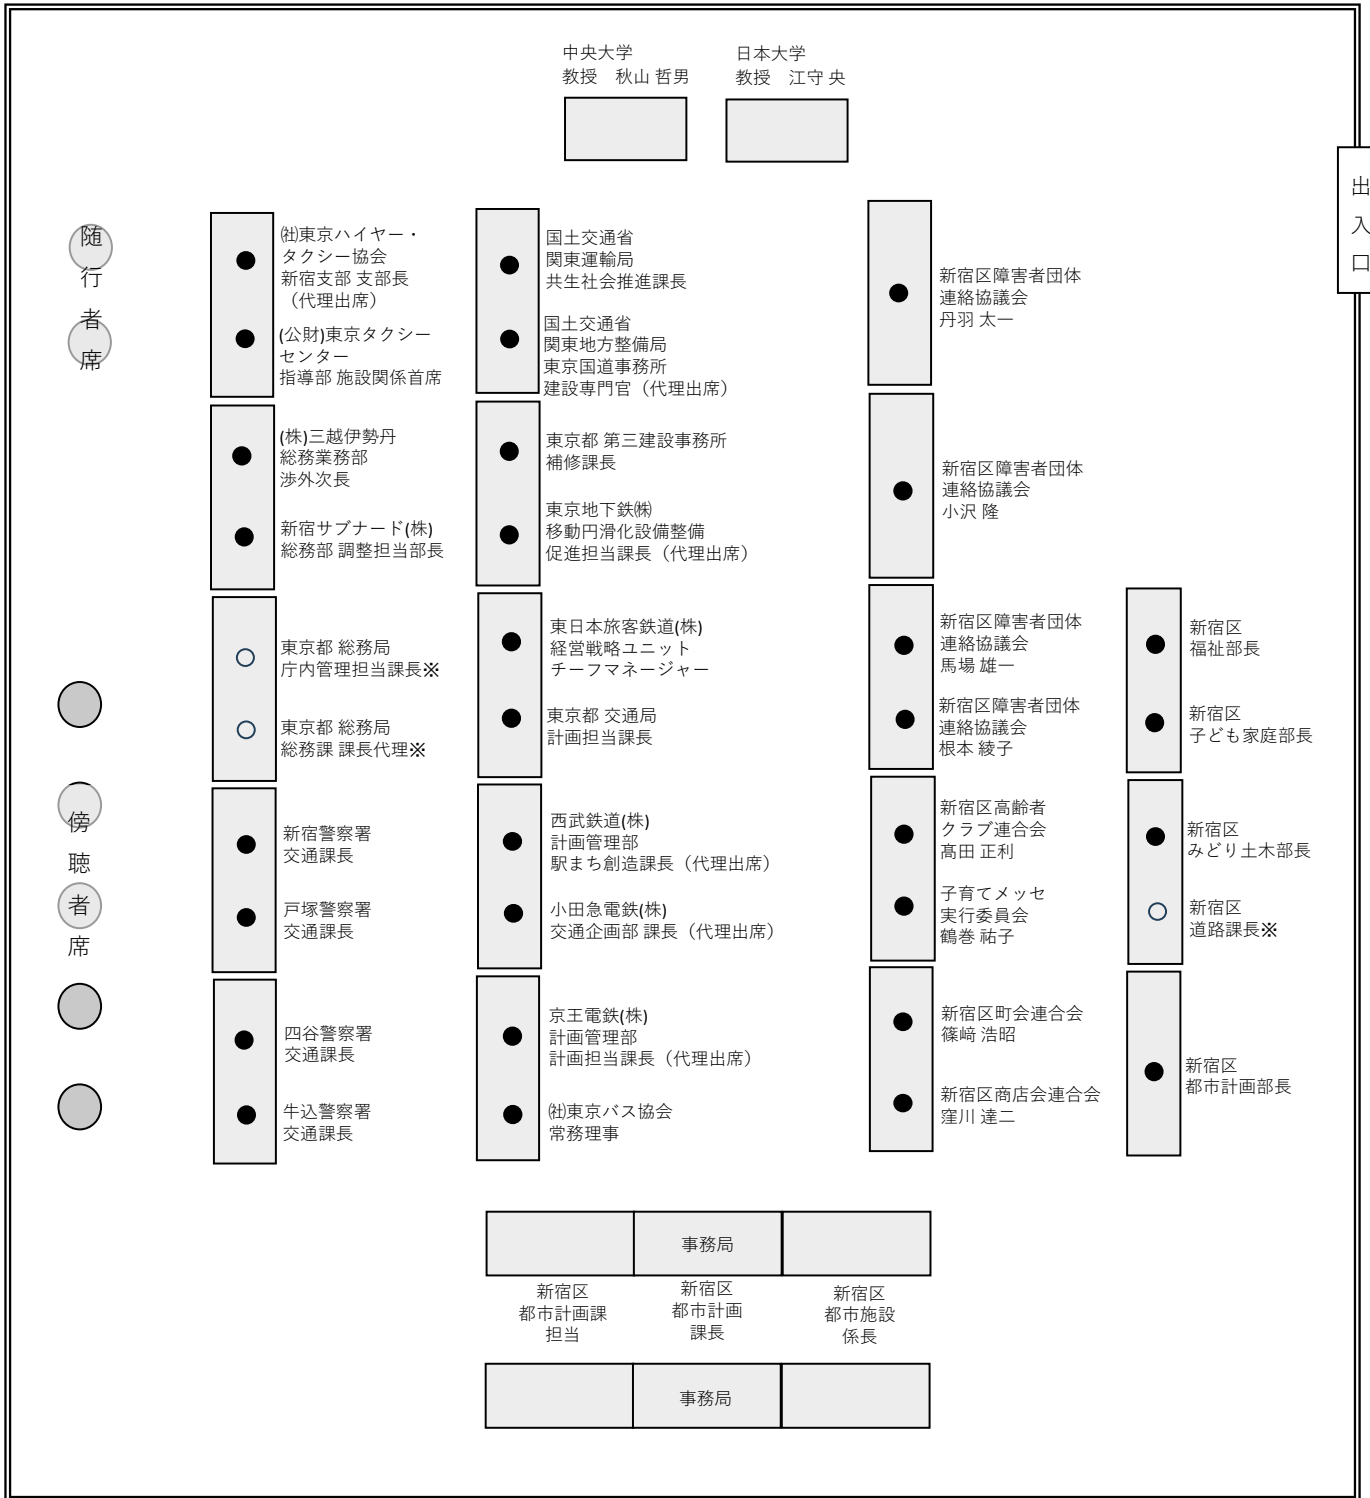 中央大学
教授　秋山 哲男
日本大学
教授　江守 央
出入口
随行者席
㈳東京ハイヤー・
タクシー協会
新宿支部 支部長
（代理出席）
(公財)東京タクシー
センター
指導部 施設関係首席
(株)三越伊勢丹
総務業務部
渉外次長
新宿サブナード(株)
総務部 調整担当部長
東京都 総務局
庁内管理担当課長※
東京都 総務局
総務課 課長代理※
新宿警察署
交通課長
戸塚警察署
交通課長
四谷警察署
交通課長
牛込警察署
交通課長
傍聴者席
国土交通省
関東運輸局
共生社会推進課長
国土交通省
関東地方整備局
東京国道事務所
建設専門官（代理出席）
東京都 第三建設事務所
補修課長
東京地下鉄㈱
移動円滑化設備整備
促進担当課長（代理出席）
東日本旅客鉄道(株)
経営戦略ユニット
チーフマネージャー
東京都 交通局
計画担当課長
西武鉄道(株)
計画管理部
駅まち創造課長（代理出席）
小田急電鉄(株)
交通企画部 課長（代理出席）
京王電鉄(株)
計画管理部
計画担当課長（代理出席）
㈳東京バス協会
常務理事
新宿区障害者団体
連絡協議会
丹羽 太一
新宿区障害者団体
連絡協議会
小沢 隆
新宿区障害者団体
連絡協議会
馬場 雄一
新宿区障害者団体
連絡協議会
根本 綾子
新宿区高齢者
クラブ連合会
髙田 正利
子育てメッセ
実行委員会
鶴巻 祐子
新宿区町会連合会
篠﨑 浩昭
新宿区商店会連合会
窪川 達二
新宿区
福祉部長
新宿区
子ども家庭部長
新宿区
みどり土木部長
新宿区
道路課長※
新宿区
都市計画部長
事務局
新宿区
都市計画課
担当
新宿区
都市計画
課長
新宿区
都市施設
係長
事務局